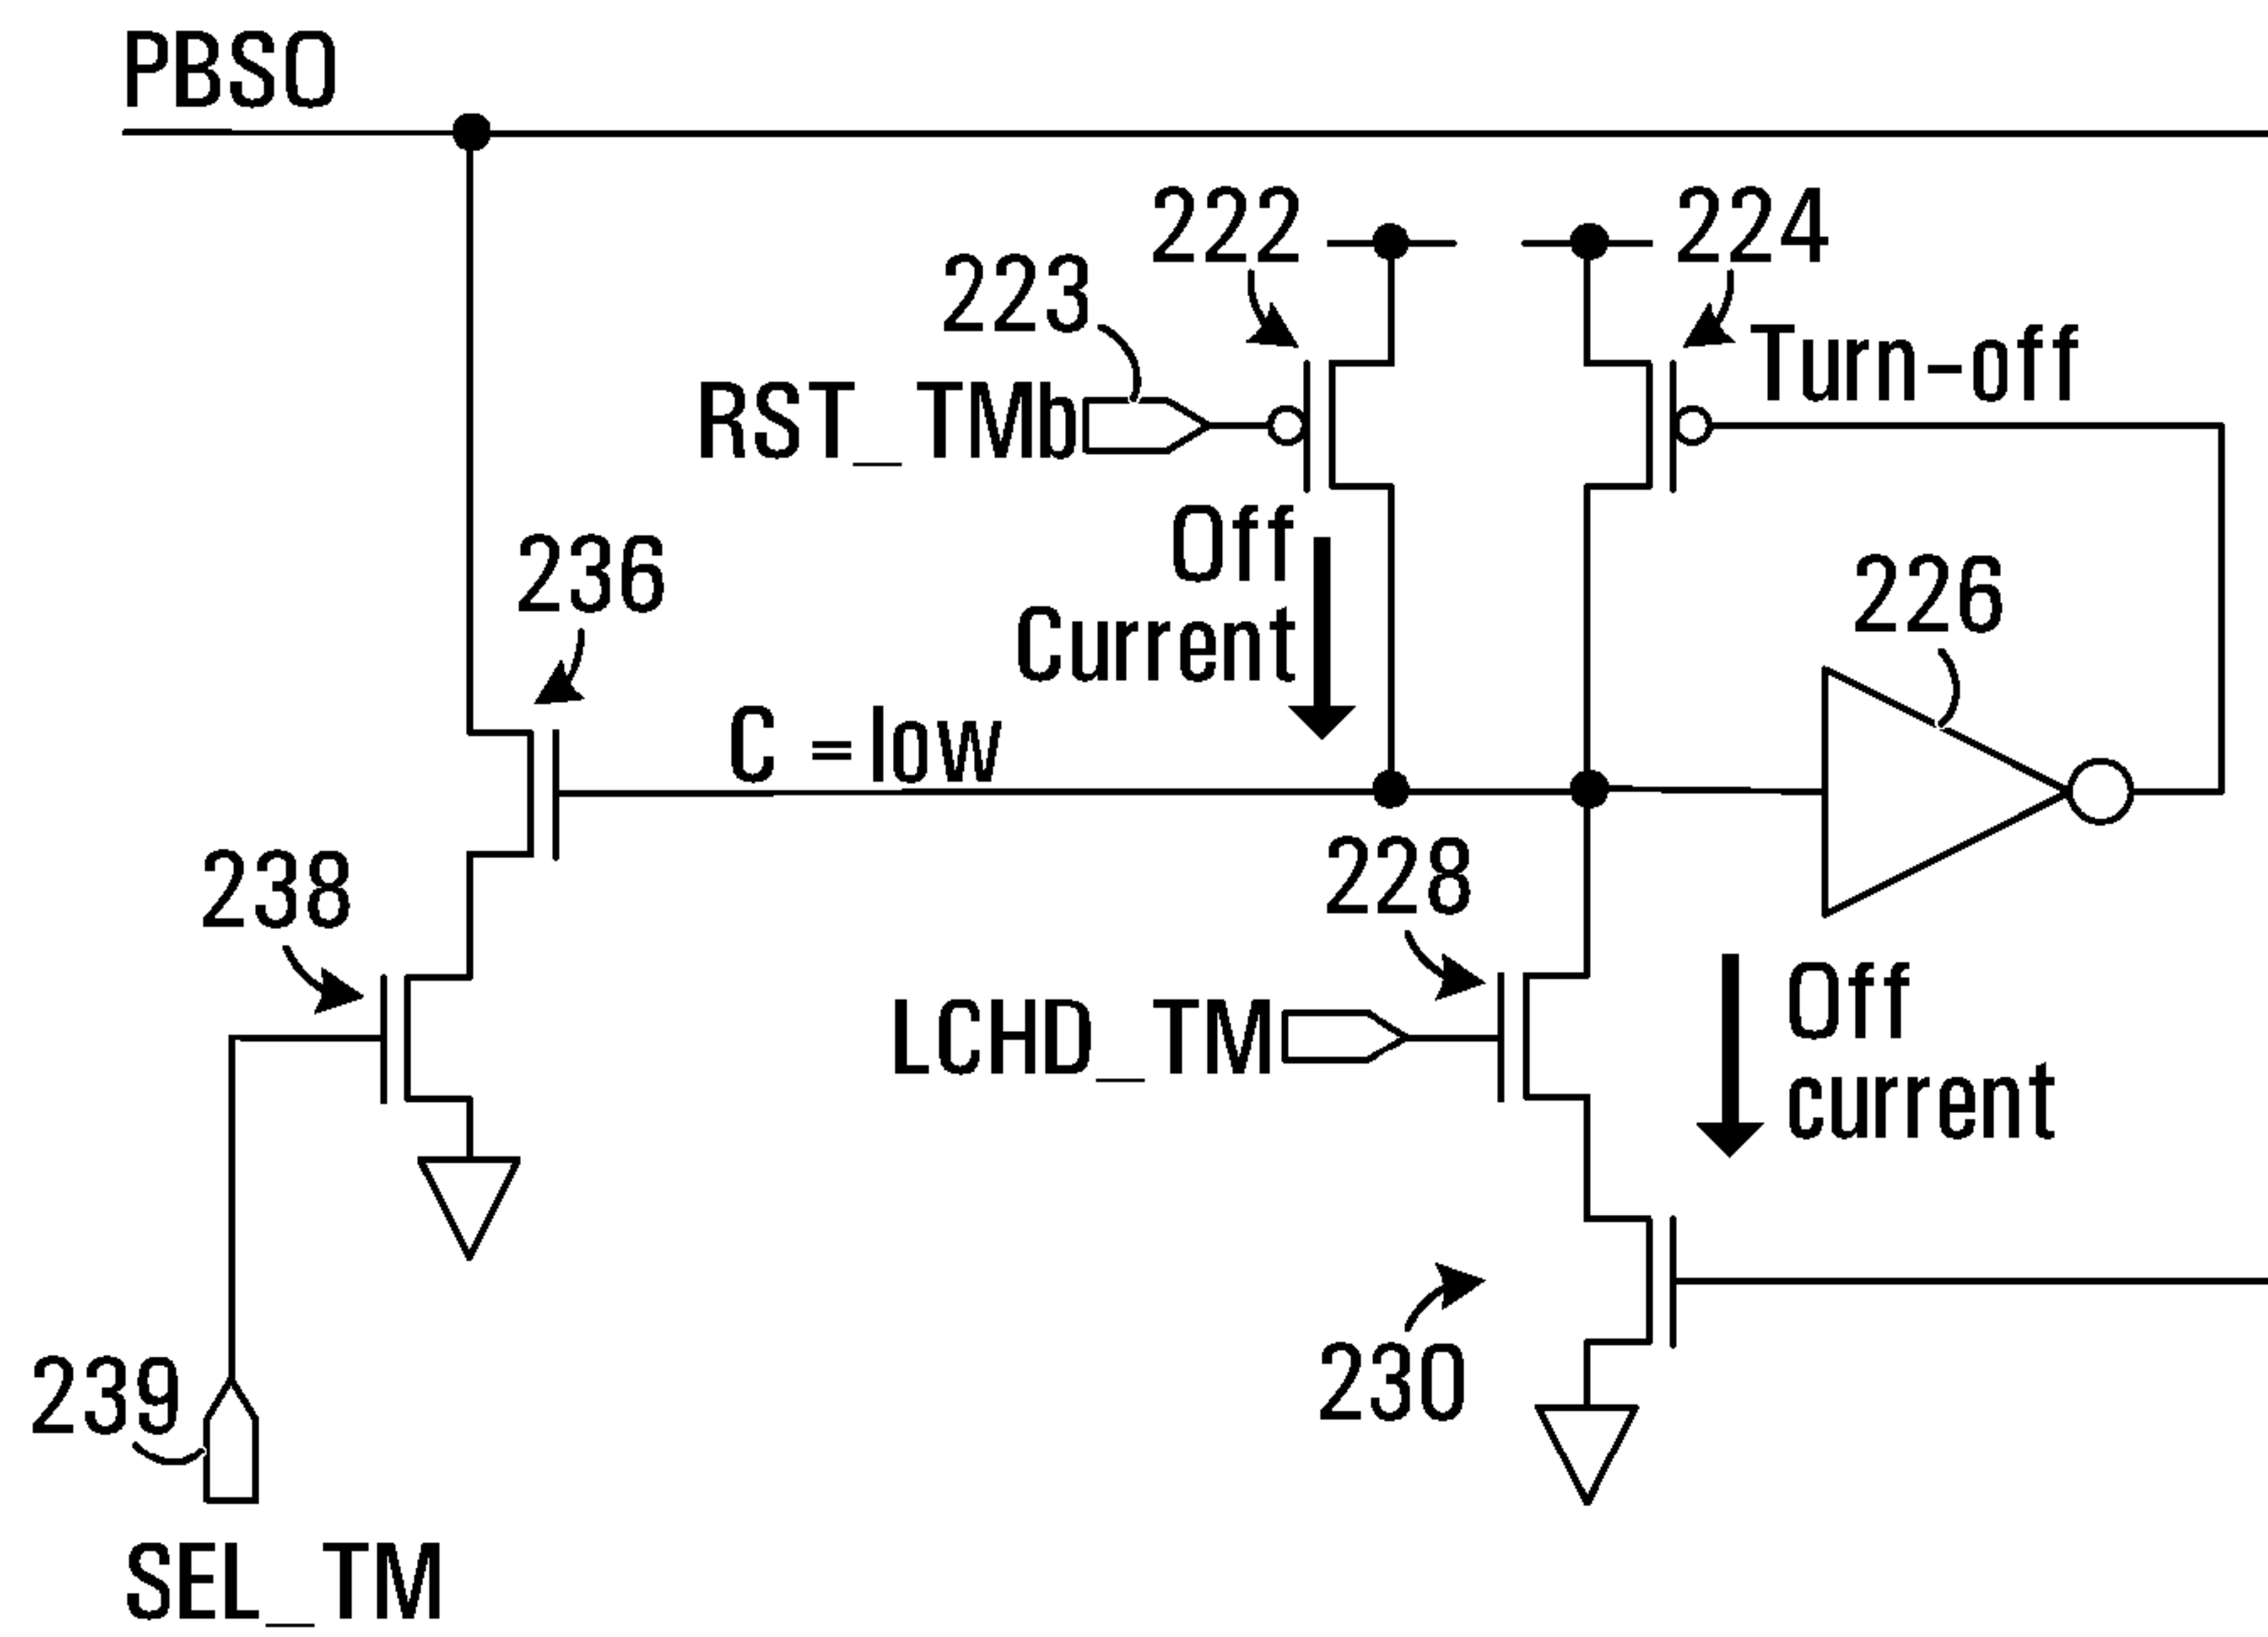 PBSO
222
224
223
Turn-off
RST_TMb
Off
Current
236
226
C =low
238
228
LCHD_TM
Off
current
239
230
SEL_TM